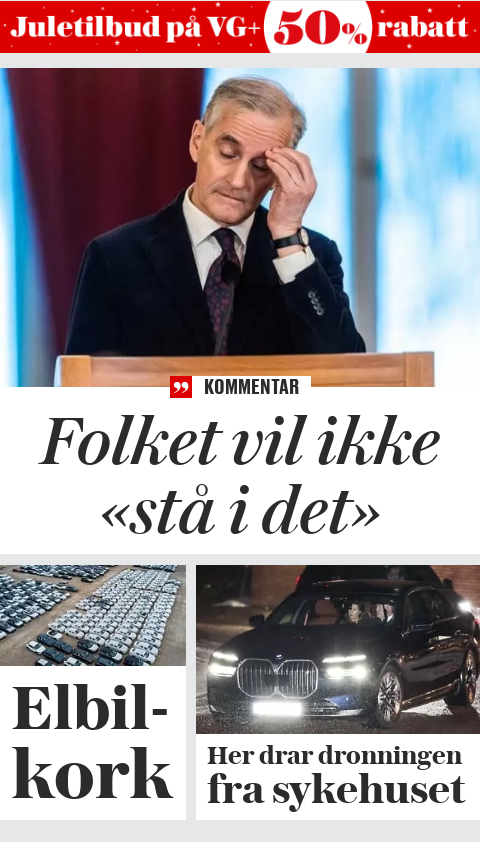 Juletilbud på VG+ 50% rabatt
KOMMENTAR
Folket vil ikke
«stå i det»
Elbil-
kork
Her drar dronningen
fra sykehuset